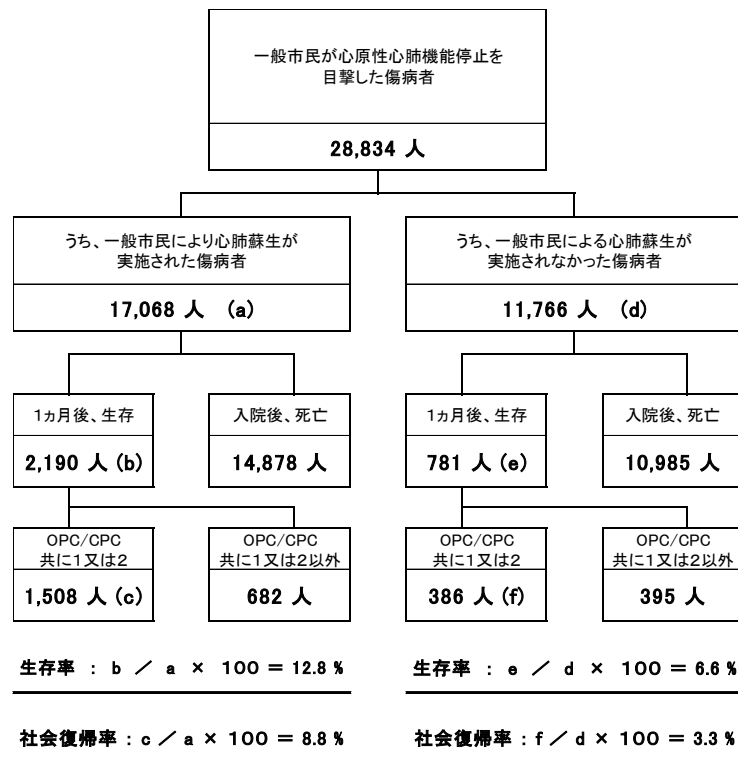 一般市民が心原性心肺機能停止を
目撃した傷病者
28,834 人
うち、一般市民により心肺蘇生が
実施された傷病者
17,068 人 (a)
うち、一般市民による心肺蘇生が
実施されなかった傷病者
11,766 人 (d)
1ヵ月後、生存
2,190 人 (b)
入院後、死亡
14,878 人
1ヵ月後、生存
781 人 (e)
入院後、死亡
10,985 人
OPC/CPC
共に1又は2
1,508 人 (c)
OPC/CPC
共に1又は2以外
682 人
OPC/CPC
共に1又は2
386 人 (f)
OPC/CPC
共に1又は2以外
395 人
生存率 : b / a × 100 = 12.8 %
社会復帰率 : c / a × 100 = 8.8 %
生存率 : e / d × 100 = 6.6 %
社会復帰率 : f / d × 100 = 3.3 %